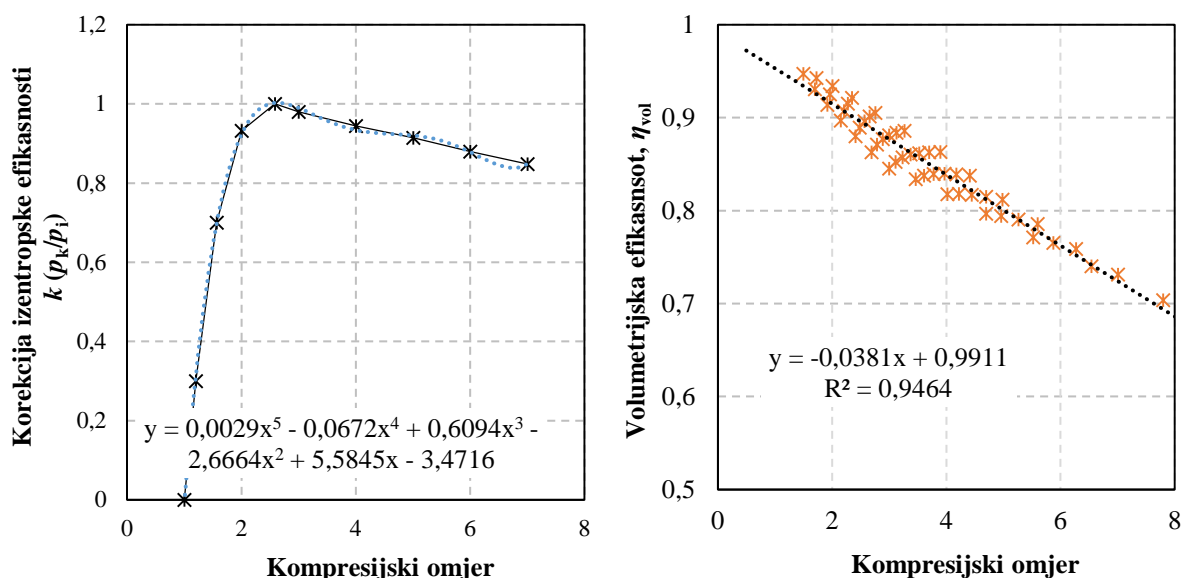 Korekcija izentropske efikasnosti
k (pk/pi)
1,2
1
0,8
0,6
0,4
0,2
0
y = 0,0029x⁵ - 0,0672x⁴ + 0,6094x³ -
2,6664x² + 5,5845x - 3,4716
0 2 4 6 8
Kompresijski omjer
Volumetrijska efikasnsot, ηvol
1
0,9
0,8
0,7
0,6
0,5
y = -0,0381x + 0,9911
R² = 0,9464
0 2 4 6 8
Kompresijski omjer